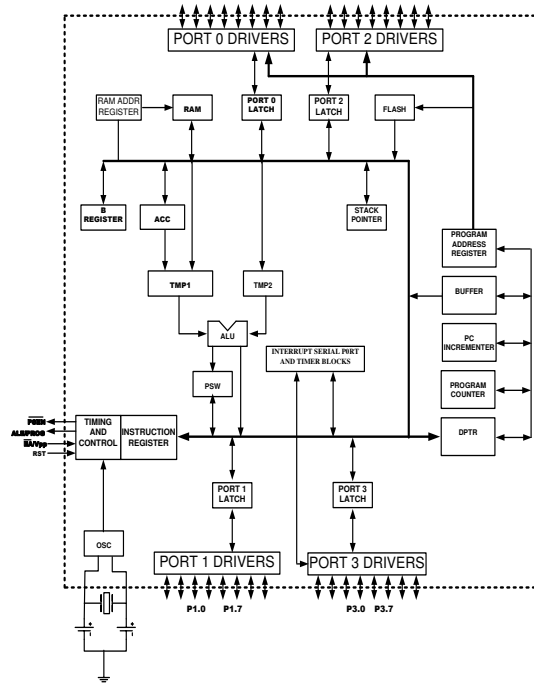 PORT 0 DRIVERS
PORT 2 DRIVERS
RAM ADDR
REGISTER
RAM
PORT 0
LATCH
PORT 2
LATCH
FLASH
B
REGISTER
ACC
STACK
POINTER
PROGRAM
ADDRESS
REGISTER
TMP1
TMP2
BUFFER
ALU
PC
INCREMENTER
INTERRUPT SERIAL PORT
AND TIMER BLOCKS
PSW
PROGRAM
COUNTER
PSEN
ALE/PROG
EA/Vpp
RST
TIMING
AND
CONTROL
INSTRUCTION
REGISTER
DPTR
PORT 1
LATCH
PORT 3
LATCH
OSC
PORT 1 DRIVERS
PORT 3 DRIVERS
P1.0 P1.7
P3.0 P3.7